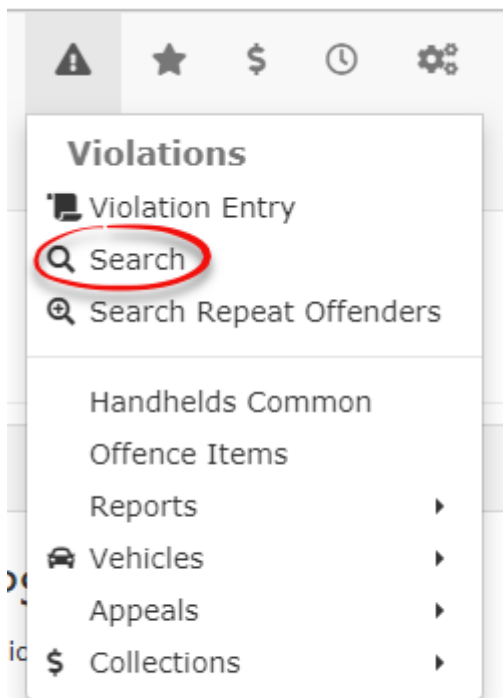 Violations
Violation Entry
Search
Search Repeat Offenders
Handhelds Common
Offence Items
Reports
Vehicles
Appeals
$ Collections